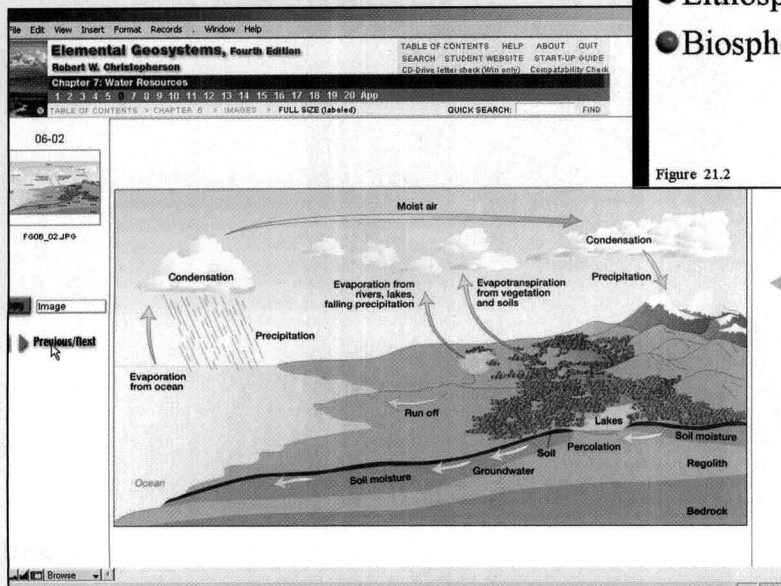 File Edit View Insert Format Records . Window Help
Elemental Geosystems, Fourth Edition
Robert W. Christopherson
TABLE OF CONTENTS HELP ABOUT QUIT
SEARCH STUDENT WEBSITE START-UP GUIDE
CD-Drive letter check (Win only) Compatability Check
Chapter 7: Water Resources
1 2 3 4 5 6 7 8 9 10 11 12 13 14 15 16 17 18 19 20 App
TABLE OF CONTENTS > CHAPTER 6 > IMAGES > FULL SIZE (labeled)
QUICK SEARCH: FIND
Biosph
Figure 21.2
06-02
FG06_02.JPG
Image
Previous/Next
Moist air
Condensation
Condensation
Precipitation
Evaporation from
rivers, lakes,
falling precipitation
Evapotranspiration
from vegetation
and soils
Precipitation
Evaporation
from ocean
Run off
Lakes
Soil
Percolation
Soil moisture
Groundwater
Regolith
Soil moisture
Ocean
Bedrock
Browse